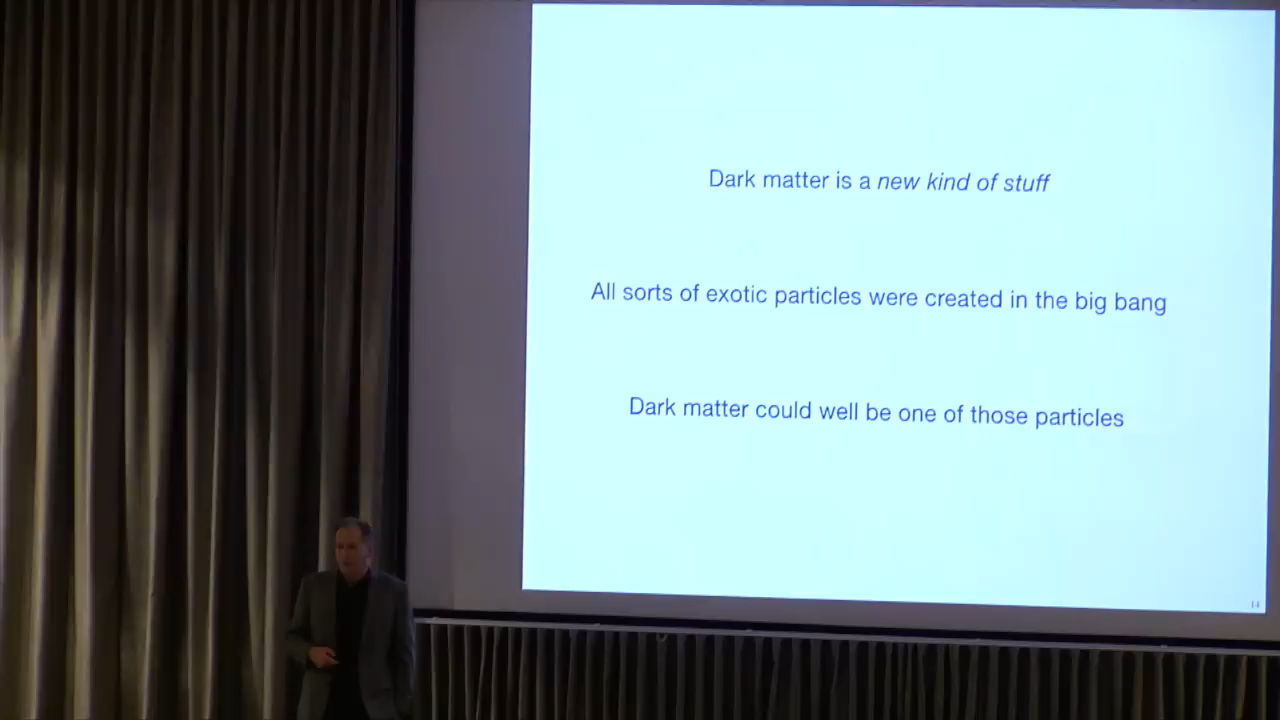 Dark matter is a new kind of stuff
All sorts of exotic particles were created in the big bang
Dark matter could well be one of those particles
14